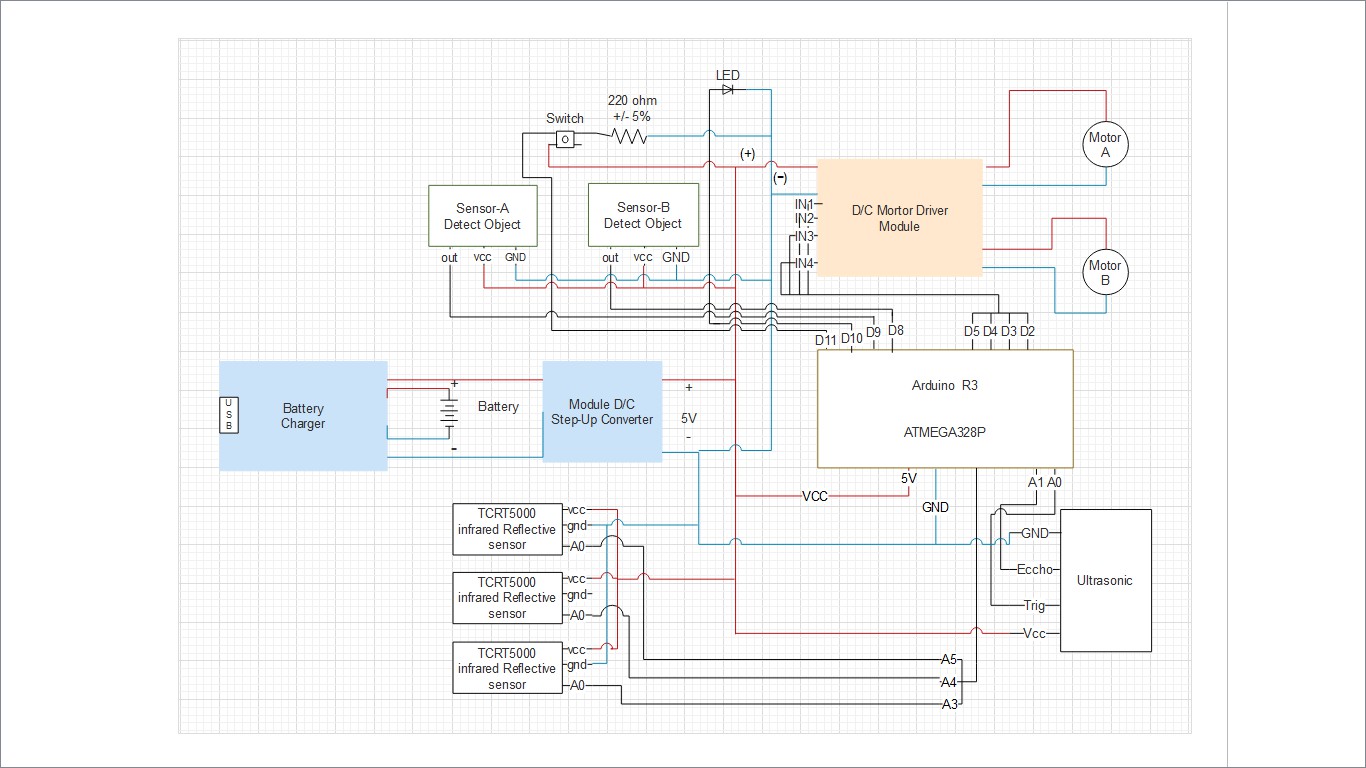 LED
220 ohm
+/- 5%
Switch
O
(+)
(-)
Motor
A
Sensor-A
Detect Object
Sensor-B
Detect Object
IN1
IN2
IN3
IN4
D/C Mortor Driver
Module
out
vcc
GND
out
vcc
GND
Motor
B
D11
D10
D9
D8
D5
D4
D3
D2
U
S
B
Battery
Charger
+
Battery
-
Module D/C
Step-Up Converter
+
5V
-
Arduino R3
ATMEGA328P
5V
VCC
GND
A1
A0
TCRT5000
infrared Reflective
sensor
vcc
gnd
A0
TCRT5000
infrared Reflective
sensor
vcc
gnd
A0
TCRT5000
infrared Reflective
sensor
vcc
gnd
A0
GND
Eccho
Trig
Vcc
Ultrasonic
A5
A4
A3